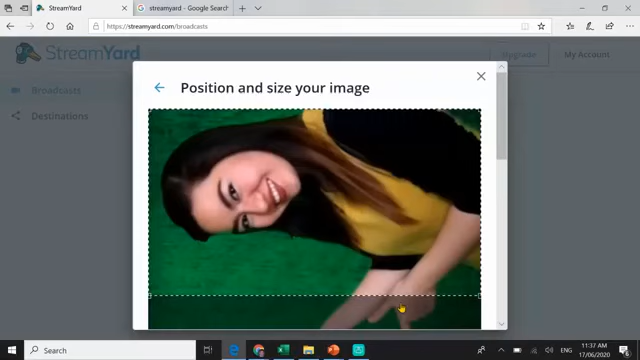 StreamYard
streamyard - Google Search
https://streamyard.com/broadcasts
StreamYard
Upgrade
My Account
Broadcasts
Destinations
Position and size your image
Search
ENG
11:37 AM
17/06/2020